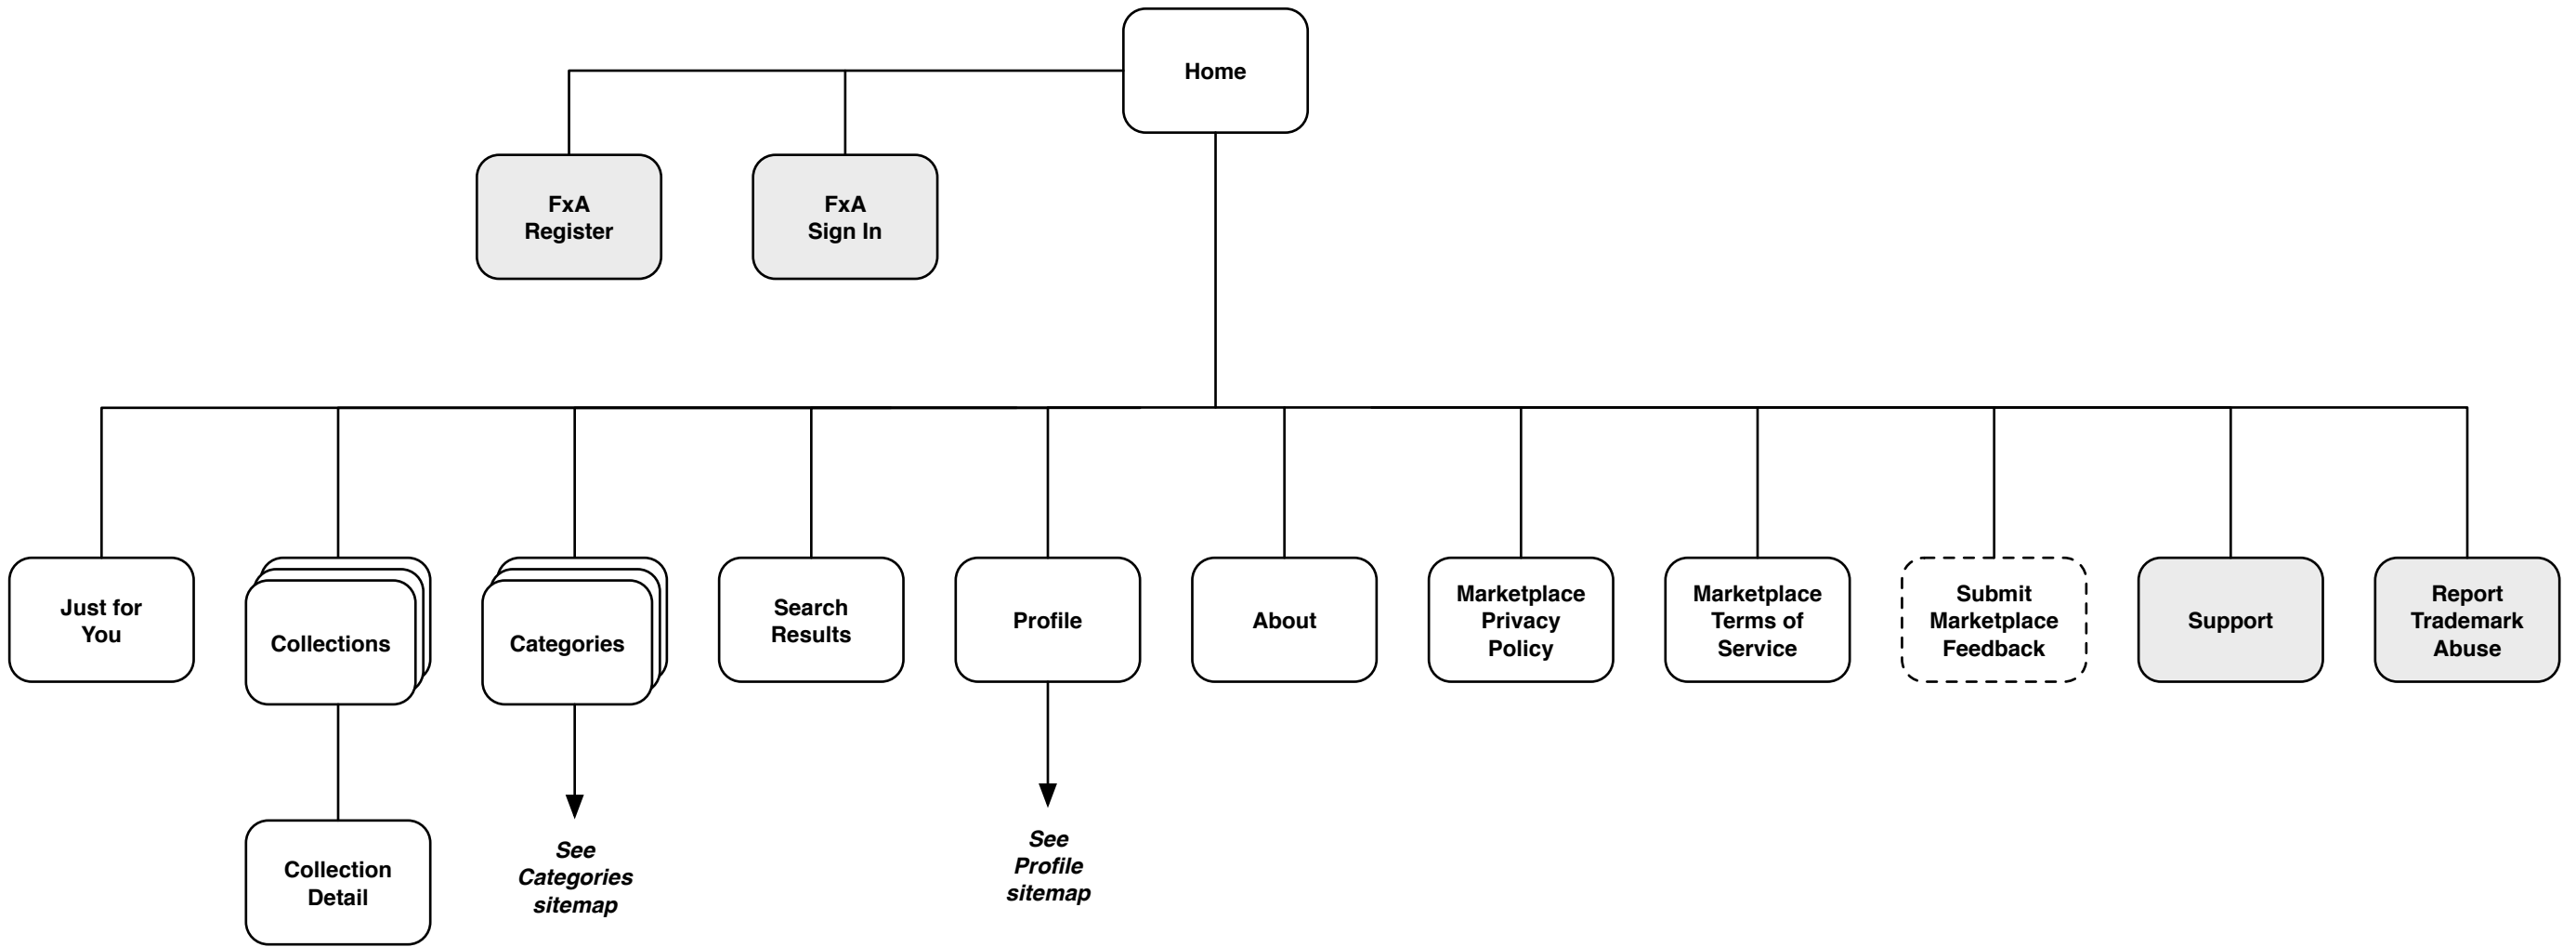 Home
FxA
Register
FxA
Sign In
Just for
You
Collections
Categories
Search
Results
Profile
About
Marketplace
Privacy
Policy
Marketplace
Terms of
Service
Submit
Marketplace
Feedback
Support
Report
Trademark
Abuse
Collection
Detail
See
Categories
sitemap
See
Profile
sitemap